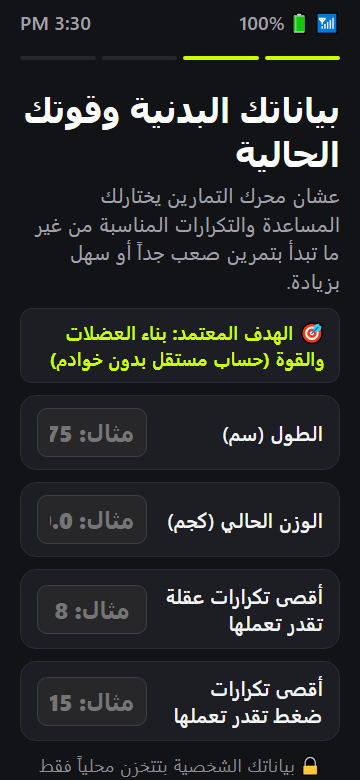 3:30 PM
100%
بياناتك البدنية وقوتك
الحالية
عشان محرك التمارين يختارلك
المساعدة والتكرارات المناسبة من غير
ما تبدأ بتمرين صعب جداً أو سهل
بزيادة.
🎯 الهدف المعتمد: بناء العضلات
والقوة (حساب مستقل بدون خوادم)
الطول (سم)
مثال: 75
الوزن الحالي (كجم)
مثال: .0
أقصى تكرارات عقلة
تقدر تعملها
مثال: 8
أقصى تكرارات
ضغط تقدر تعملها
مثال: 15
🔒 بياناتك الشخصية بتتخزن محلياً فقط